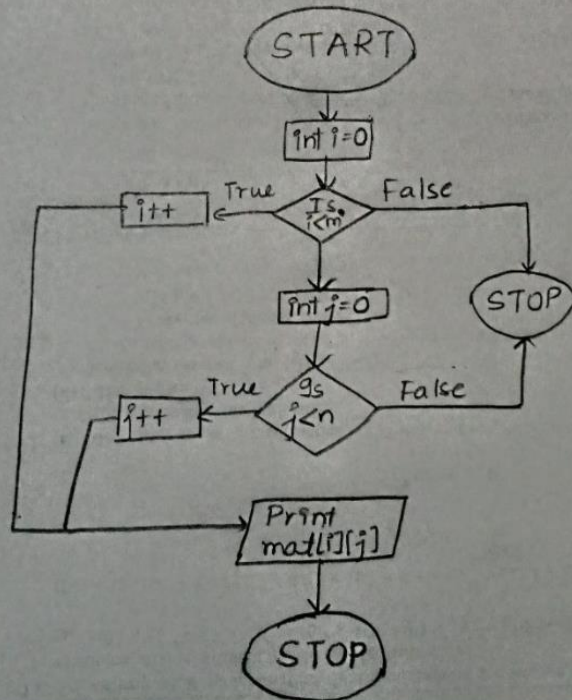 START
int i=0
True
False
i++
Is
i<m.
int j=0
STOP
True
False
j++
Is
j<n
Print
mat[i][j]
STOP